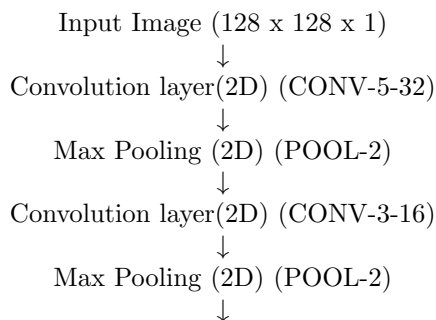 Input Image (128 x 128 x 1)
↓
Convolution layer(2D) (CONV-5-32)
↓
Max Pooling (2D) (POOL-2)
↓
Convolution layer(2D) (CONV-3-16)
↓
Max Pooling (2D) (POOL-2)
↓